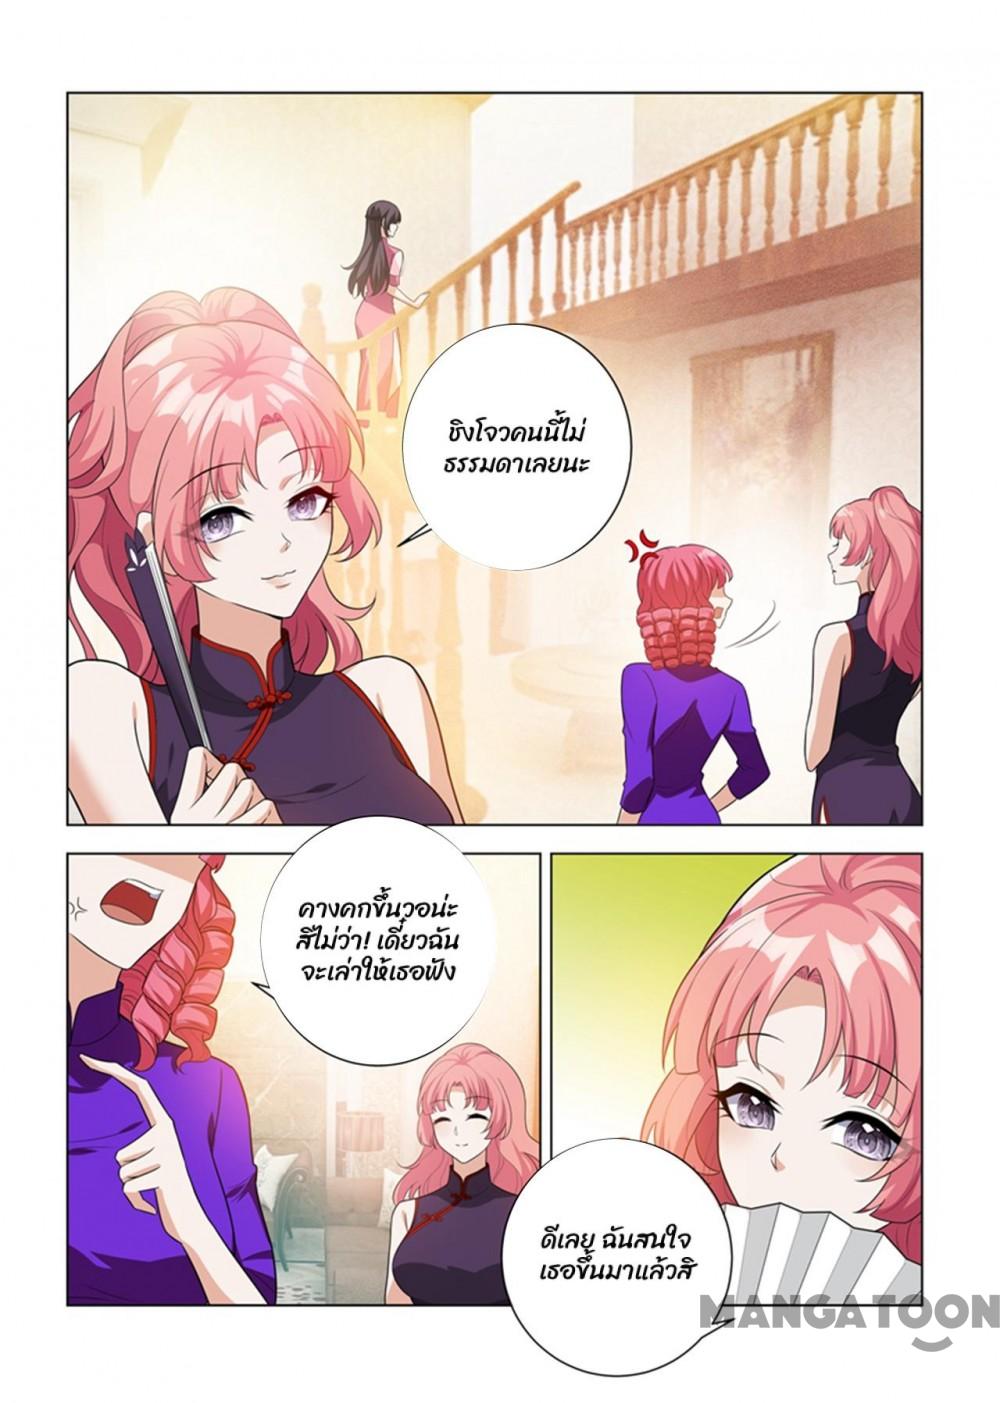 ชิงโจวคนนี้ไม่
ธรรมดาเลยนะ
คางคกขึ้นวอน่ะ
สิไม่ว่า! เดี๋ยวฉัน
จะเล่าให้เธอฟัง
ดีเลย ฉันสนใจ
เธอขึ้นมาแล้วสิ
MANGATOON